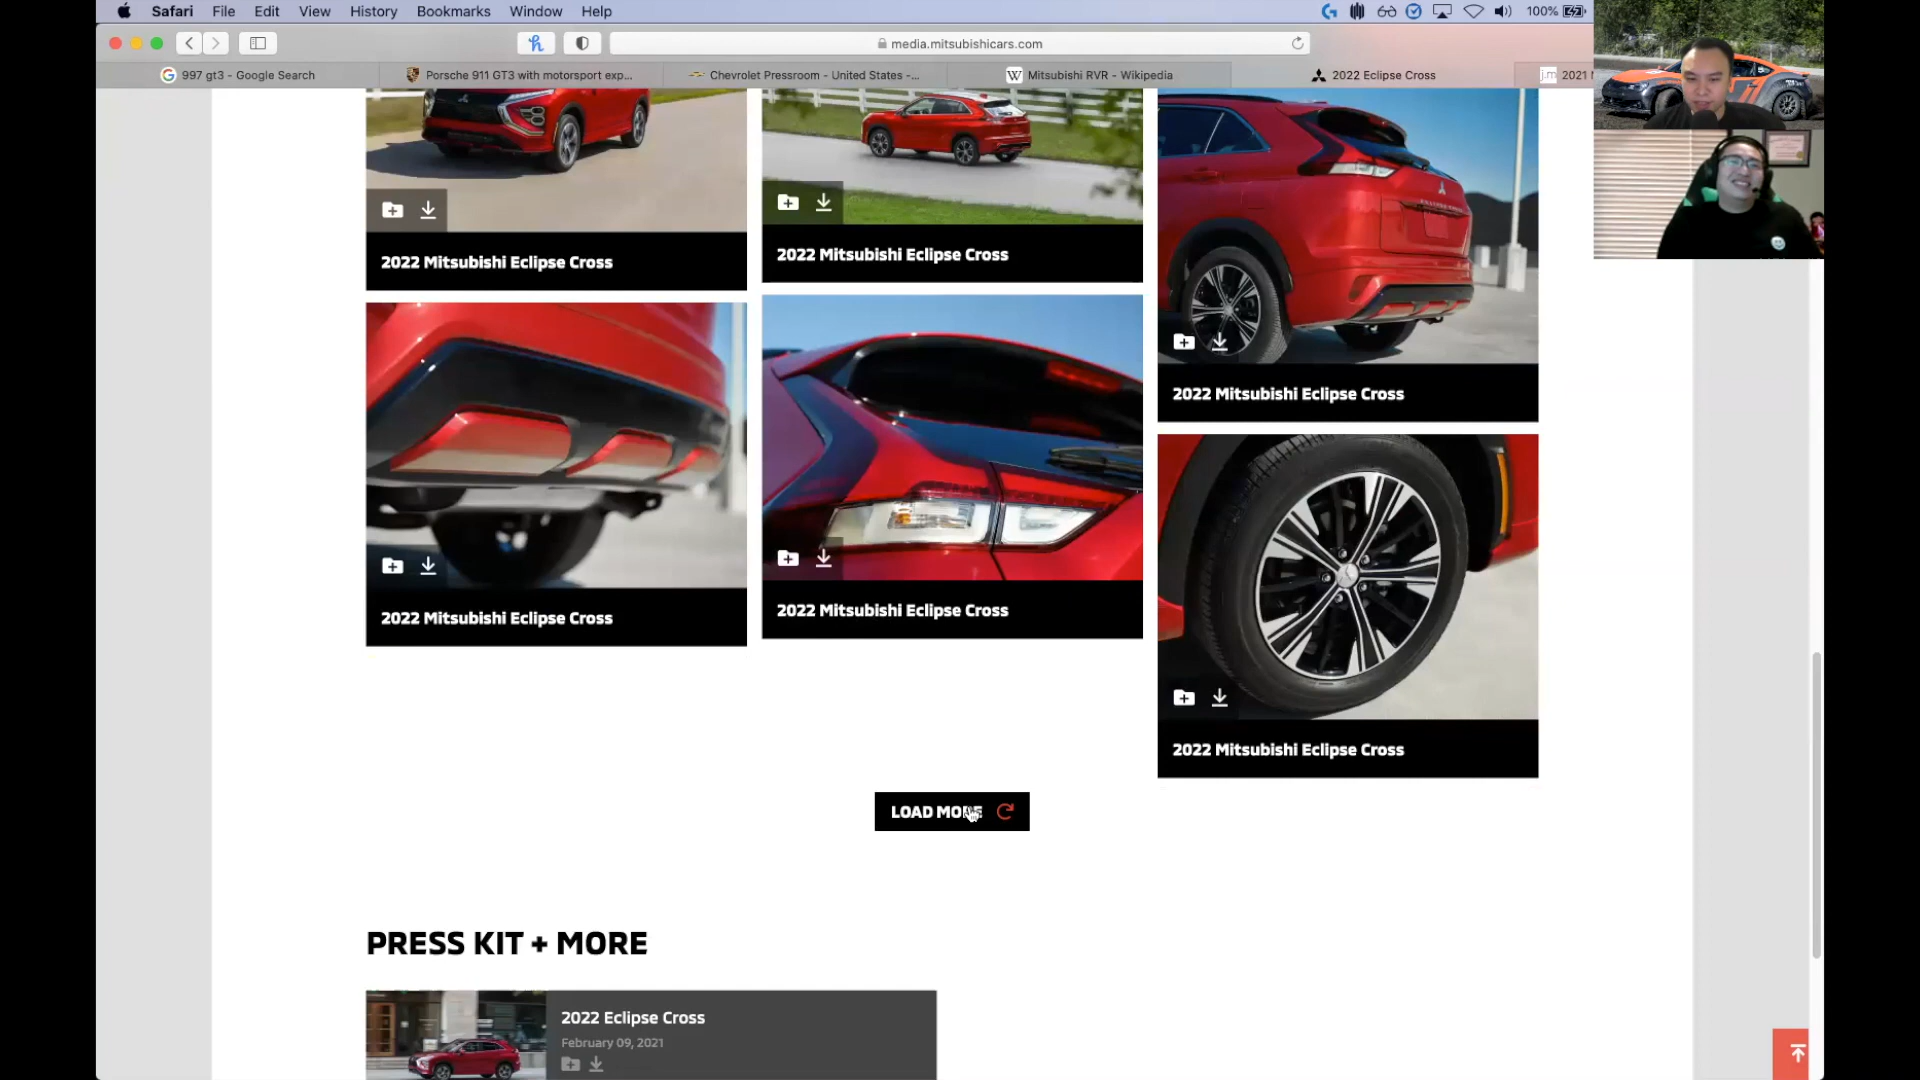 Safari File Edit View History Bookmarks Window Help 100%
media.mitsubishicars.com
997 gt3 - Google Search
Porsche 911 GT3 with motorsport exp...
Chevrolet Pressroom - United States -...
Mitsubishi RVR - Wikipedia
2022 Eclipse Cross
j.m 2021
2022 Mitsubishi Eclipse Cross
2022 Mitsubishi Eclipse Cross
2022 Mitsubishi Eclipse Cross
2022 Mitsubishi Eclipse Cross
2022 Mitsubishi Eclipse Cross
2022 Mitsubishi Eclipse Cross
LOAD MORE
PRESS KIT + MORE
2022 Eclipse Cross
February 09, 2021